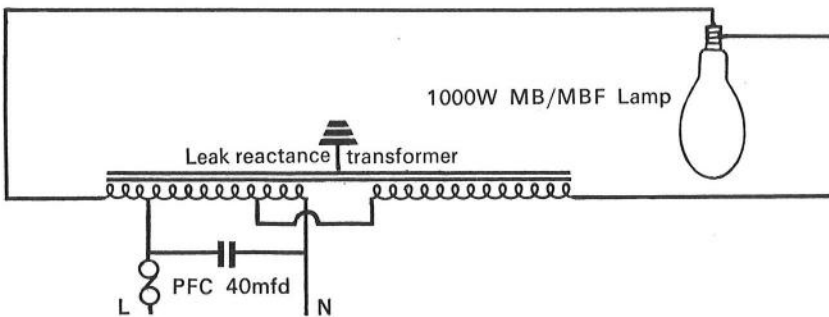 1000W MB/MBF Lamp
Leak reactance transformer
PFC 40mfd
L N